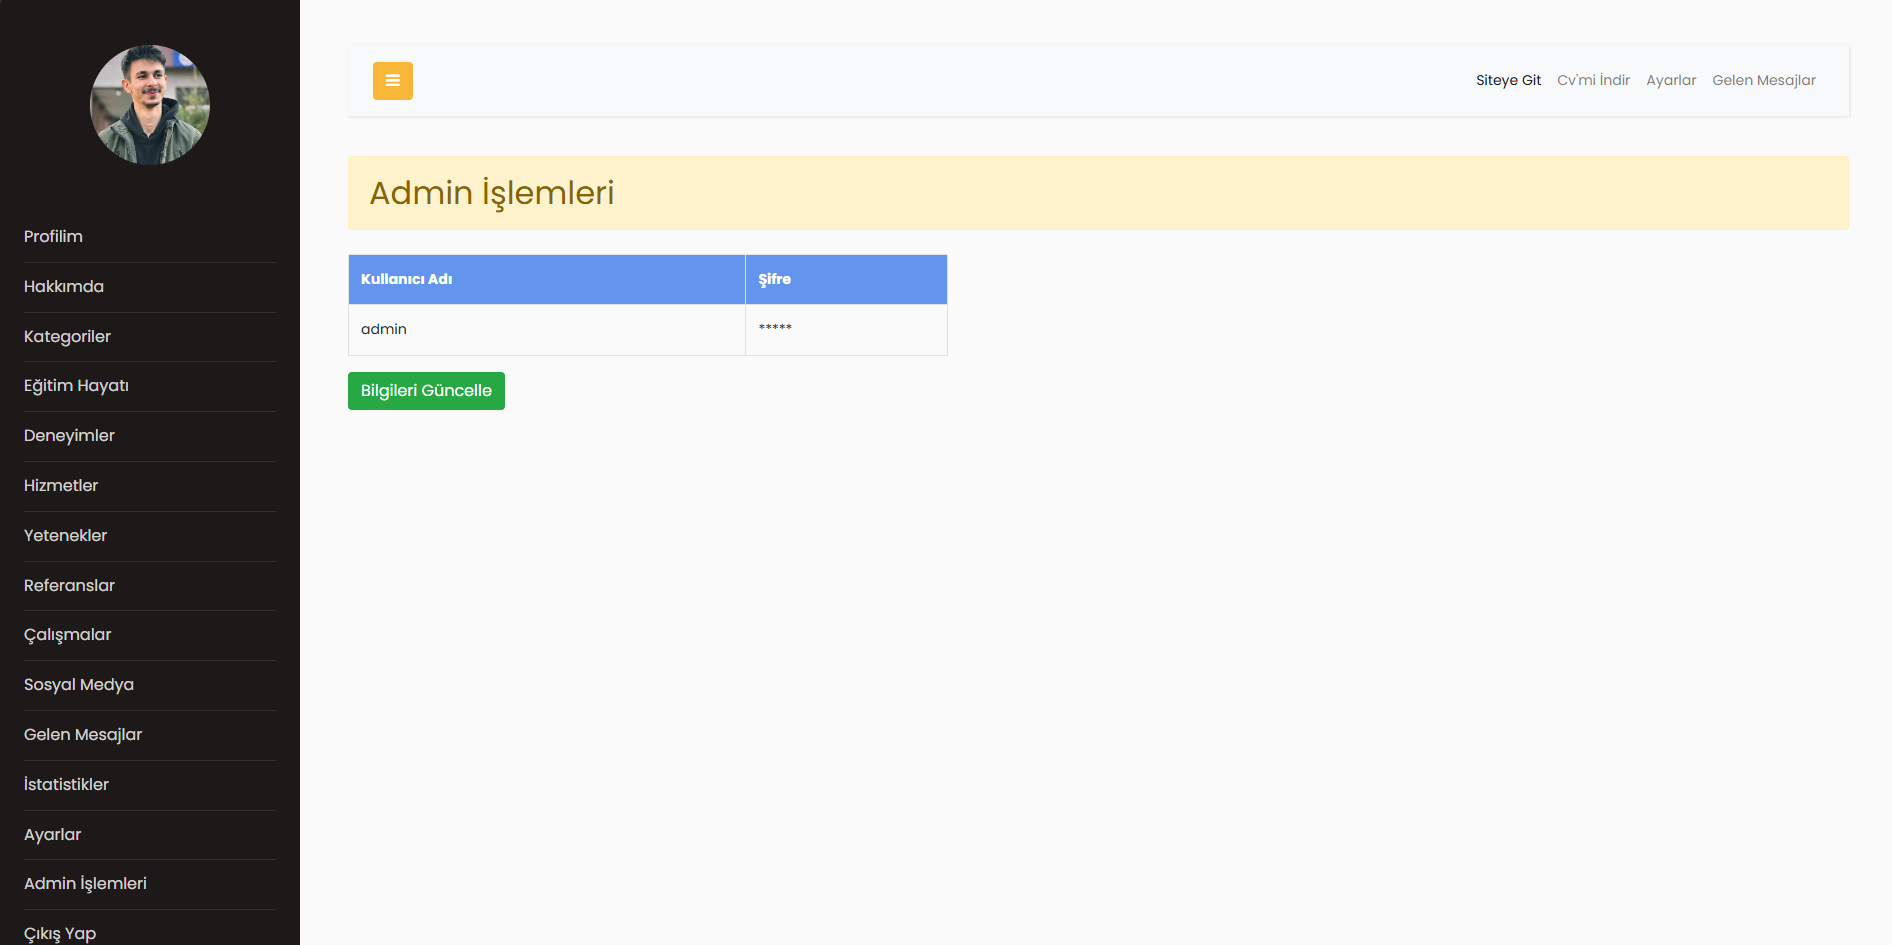 Siteye Git Cv'mi İndir Ayarlar Gelen Mesajlar
Admin İşlemleri
Kullanıcı Adı Şifre
admin *****
Bilgileri Güncelle
Profilim
Hakkımda
Kategoriler
Eğitim Hayatı
Deneyimler
Hizmetler
Yetenekler
Referanslar
Çalışmalar
Sosyal Medya
Gelen Mesajlar
İstatistikler
Ayarlar
Admin İşlemleri
Çıkış Yap